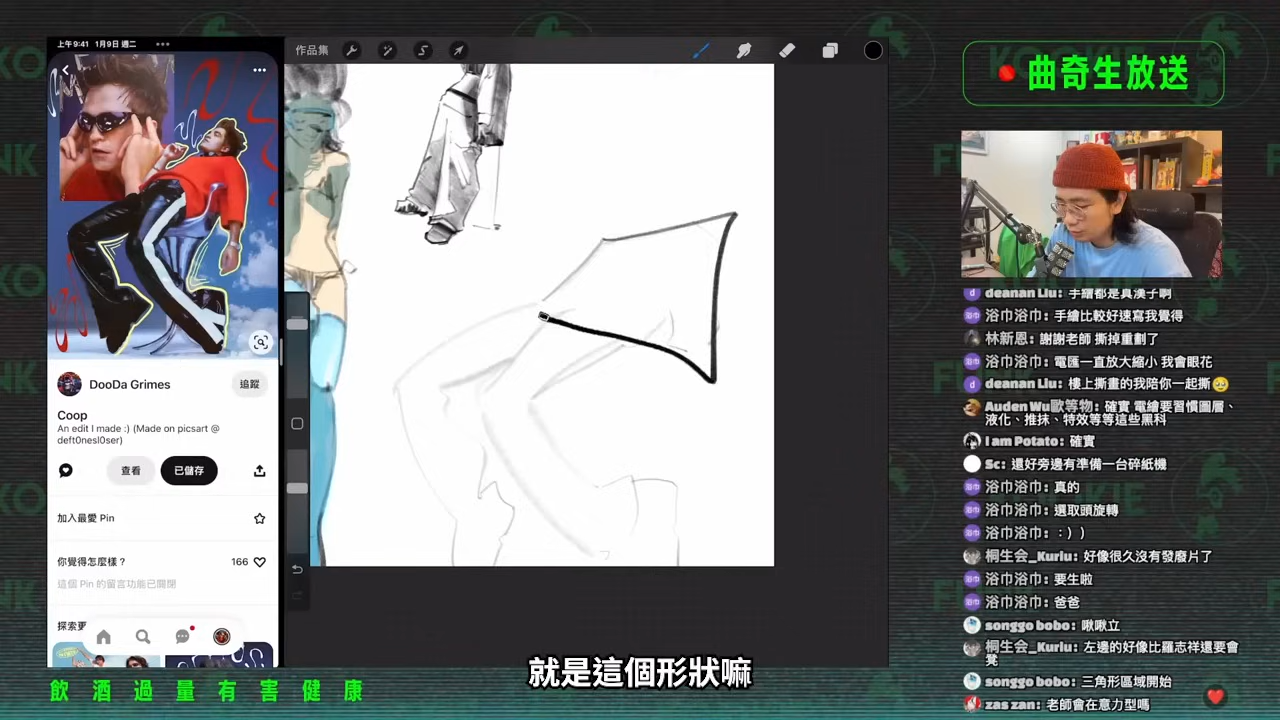 上午9:41 1月9日 週二
作品集
DooDa Grimes
追蹤
Coop
An edit I made :) (Made on picsart @
deft0nesl0ser)
查看
已儲存
加入最愛 Pin
你覺得怎麼樣？
166
這個 Pin 的留言功能已關閉
探索更
曲奇生放送
deanan Liu: 手繪都是真漢子啊
浴巾浴巾: 手繪比較好速寫我覺得
林新恩: 謝謝老師 撕掉重劃了
浴巾浴巾: 電匯一直放大縮小 我會眼花
deanan Liu: 樓上撕畫的我陪你一起撕🥹
Auden Wu歐等物: 確實 電繪要習慣圖層、
液化、推抹、特效等等這些黑科
I am Potato: 確實
Sc: 還好旁邊有準備一台碎紙機
浴巾浴巾: 真的
浴巾浴巾: 選取頭旋轉
浴巾浴巾: : ) )
桐生会_Kuriu: 好像很久沒有發廢片了
浴巾浴巾: 要生啦
浴巾浴巾: 爸爸
songgo bobo: 啾啾立
桐生会_Kuriu: 左邊的好像比羅志祥還要會
凳
songgo bobo: 三角形區域開始
zas zan: 老師會在意力型嗎
就是這個形狀嘛
飲酒過量有害健康